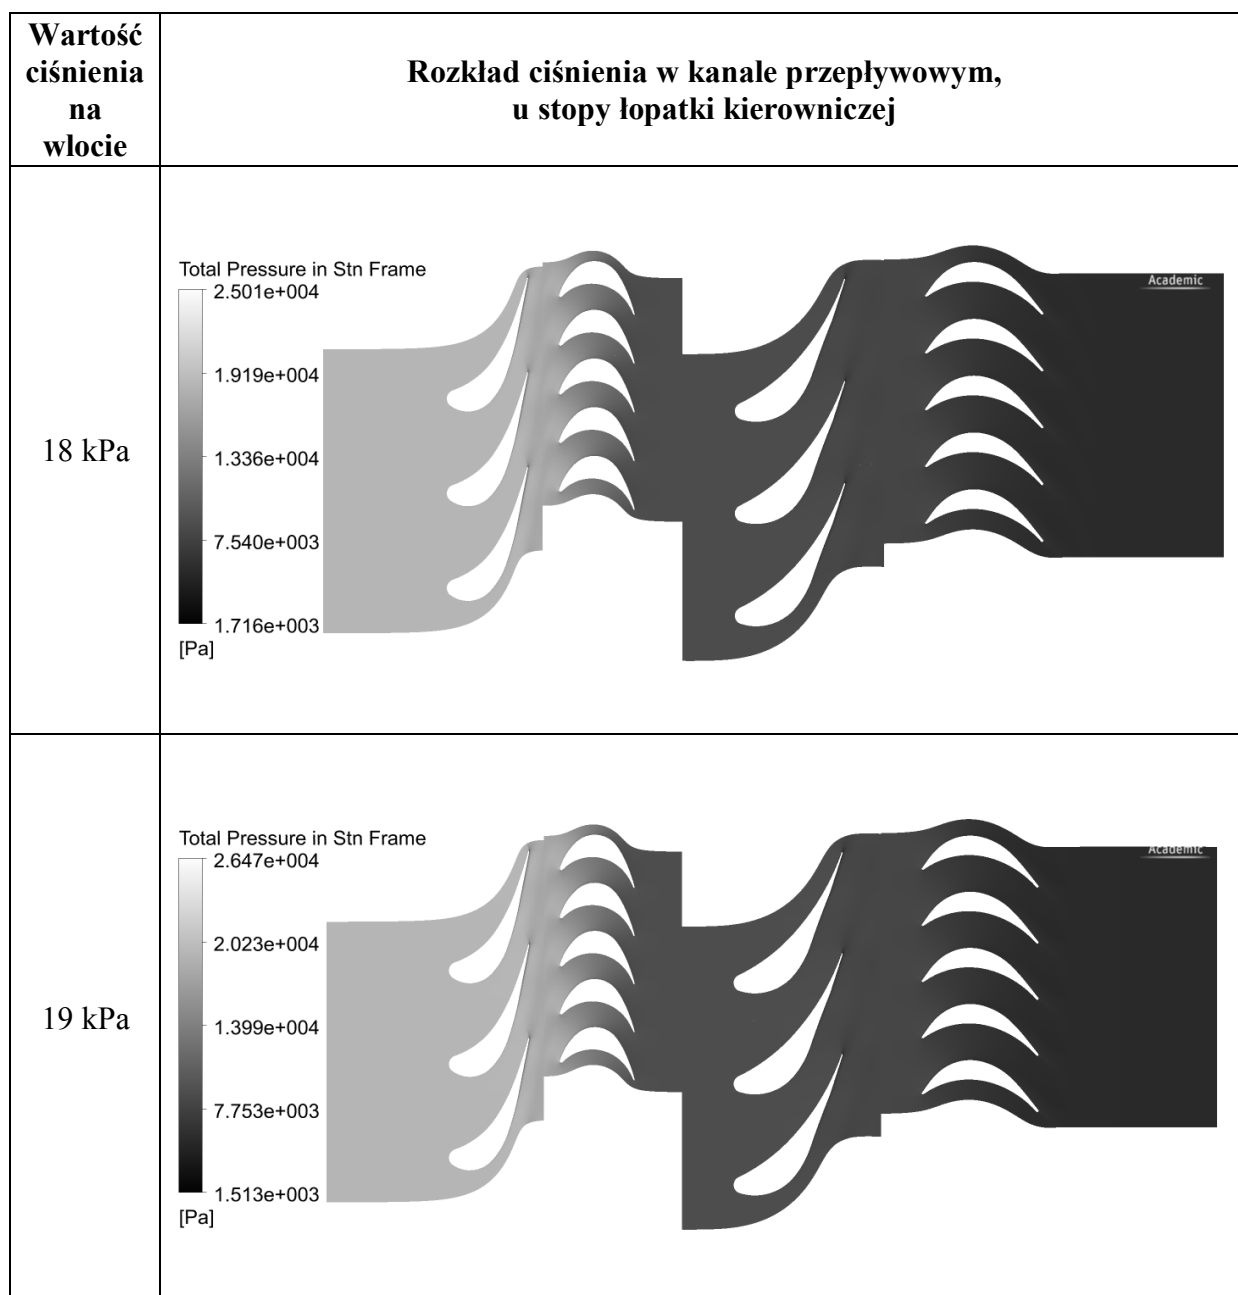 Wartość
ciśnienia
na
wlocie
Rozkład ciśnienia w kanale przepływowym,
u stopy łopatki kierowniczej
18 kPa
Total Pressure in Stn Frame
2.501e+004
1.919e+004
1.336e+004
7.540e+003
1.716e+003
[Pa]
Academic
19 kPa
Total Pressure in Stn Frame
2.647e+004
2.023e+004
1.399e+004
7.753e+003
1.513e+003
[Pa]
Academic